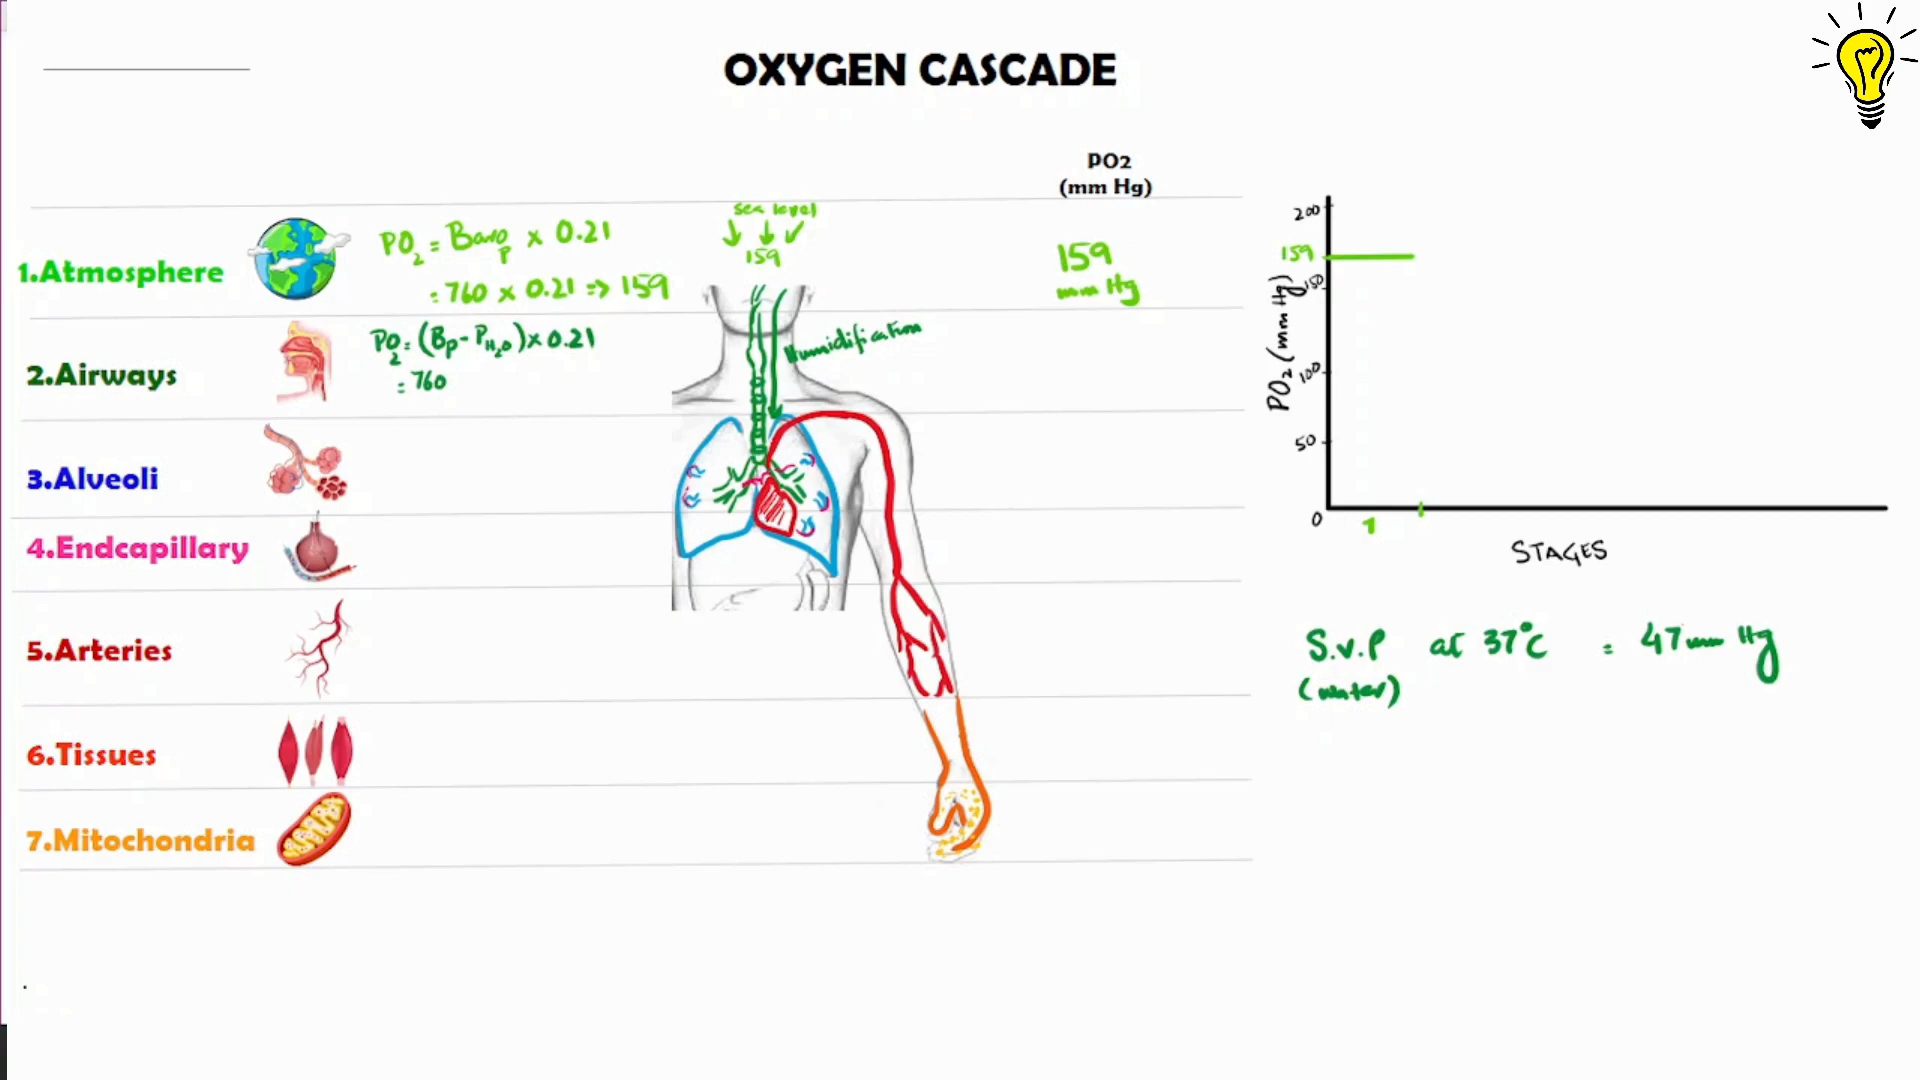 OXYGEN CASCADE
PO2
(mm Hg)
1.Atmosphere
PO2 = Baro P x 0.21
= 760 x 0.21 => 159
sea level
159
159
mm Hg
2.Airways
PO2 = (BP - PH2O) x 0.21
= 760
Humidification
3.Alveoli
4.Endcapillary
5.Arteries
6.Tissues
7.Mitochondria
PO2 (mm Hg)
200
159
150
100
50
0
1
STAGES
S.V.P at 37°C = 47 mm Hg
(water)